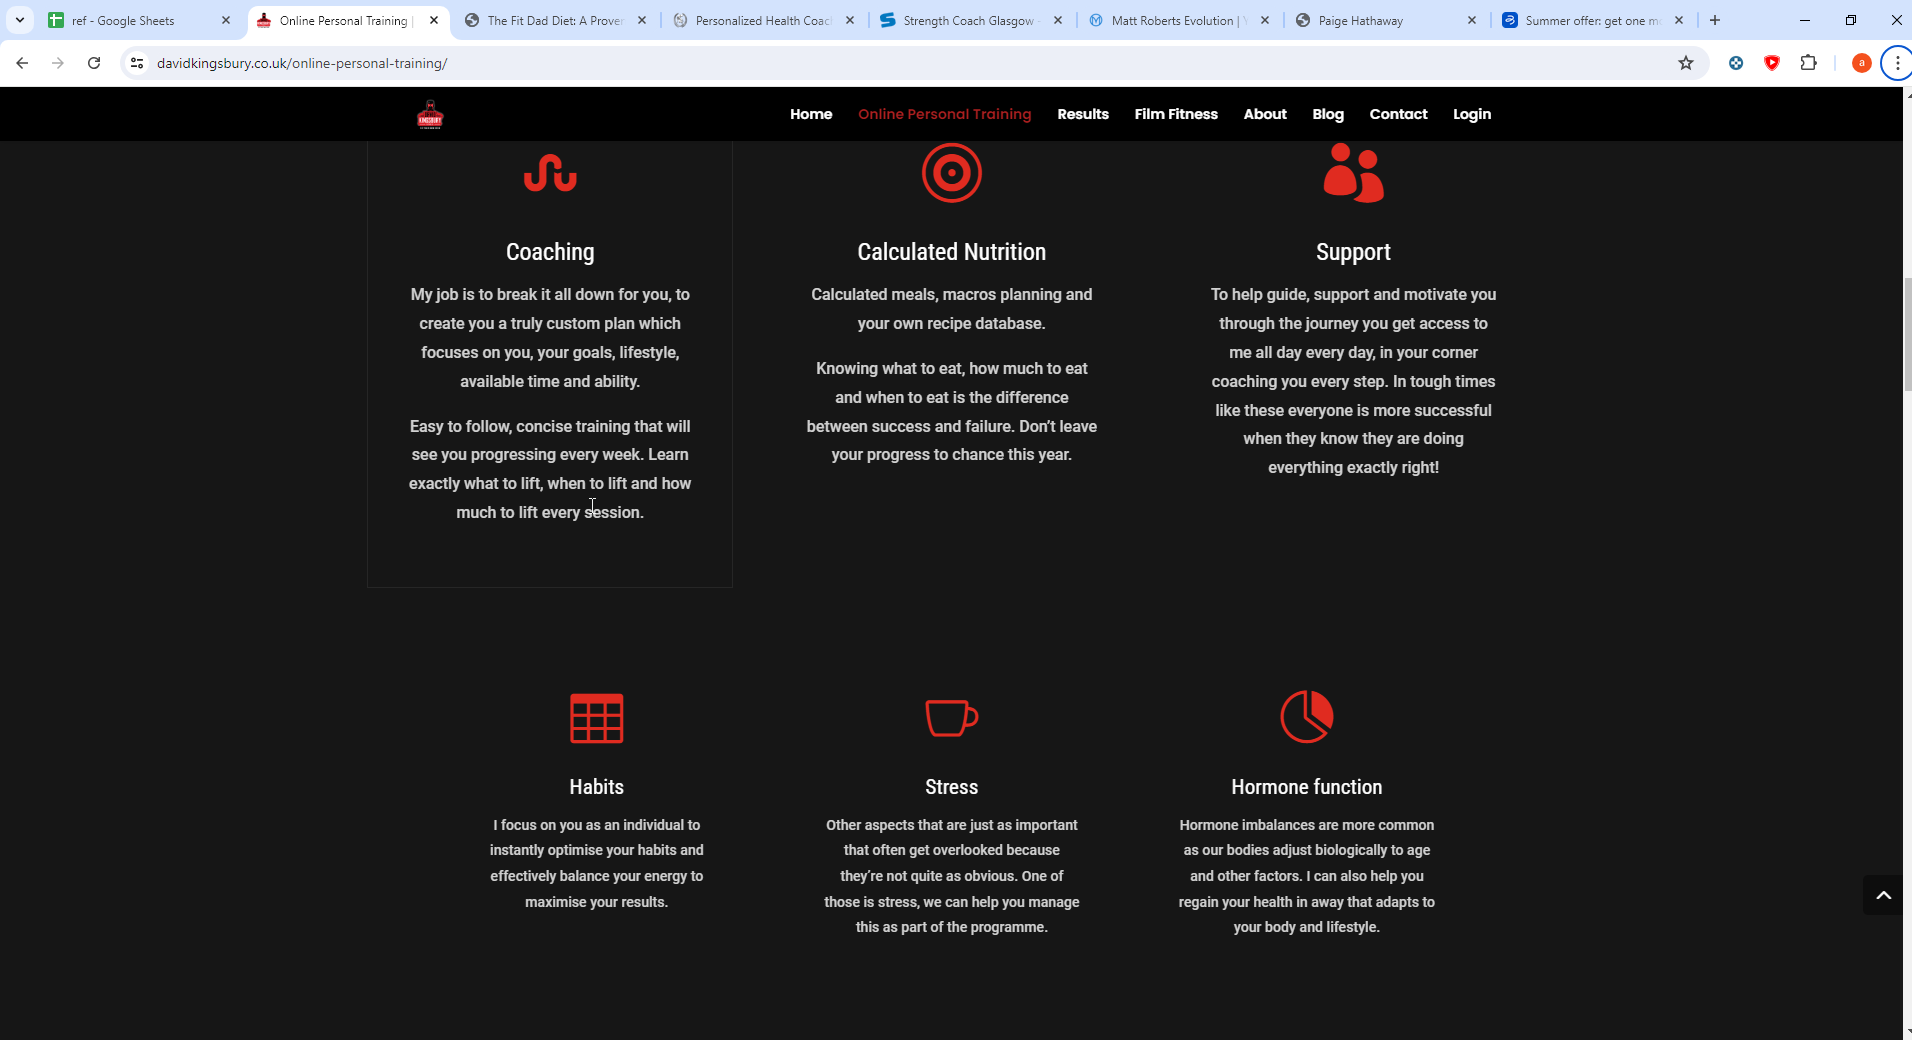 ref - Google Sheets
Online Personal Training |
The Fit Dad Diet: A Prove
Personalized Health Coac
Strength Coach Glasgow
Matt Roberts Evolution |
Paige Hathaway
Summer offer: get one m
davidkingsbury.co.uk/online-personal-training/
a
KINGSBURY
Home
Online Personal Training
Results
Film Fitness
About
Blog
Contact
Login
Coaching
My job is to break it all down for you, to
create you a truly custom plan which
focuses on you, your goals, lifestyle,
available time and ability.
Easy to follow, concise training that will
see you progressing every week. Learn
exactly what to lift, when to lift and how
much to lift every session.
Calculated Nutrition
Calculated meals, macros planning and
your own recipe database.
Knowing what to eat, how much to eat
and when to eat is the difference
between success and failure. Don’t leave
your progress to chance this year.
Support
To help guide, support and motivate you
through the journey you get access to
me all day every day, in your corner
coaching you every step. In tough times
like these everyone is more successful
when they know they are doing
everything exactly right!
Habits
I focus on you as an individual to
instantly optimise your habits and
effectively balance your energy to
maximise your results.
Stress
Other aspects that are just as important
that often get overlooked because
they’re not quite as obvious. One of
those is stress, we can help you manage
this as part of the programme.
Hormone function
Hormone imbalances are more common
as our bodies adjust biologically to age
and other factors. I can also help you
regain your health in away that adapts to
your body and lifestyle.